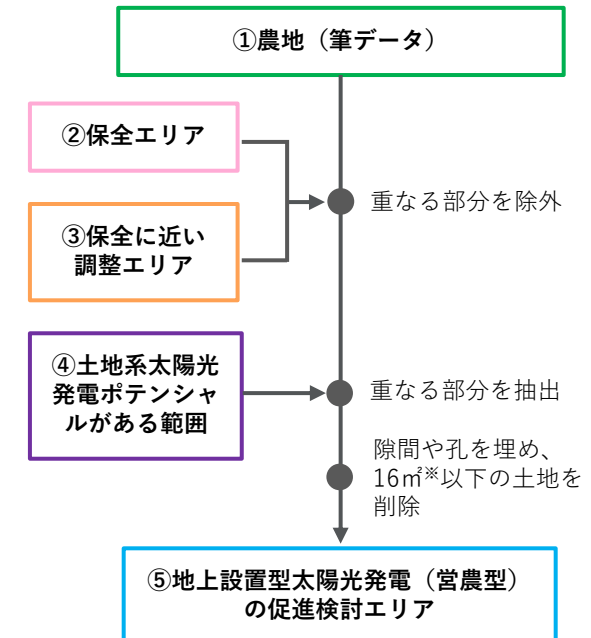 ①農地（筆データ）
②保全エリア
重なる部分を除外
③保全に近い
調整エリア
④土地系太陽光
発電ポテンシャ
ルがある範囲
重なる部分を抽出
隙間や孔を埋め、
16㎡※以下の土地を
削除
⑤地上設置型太陽光発電（営農型）
の促進検討エリア